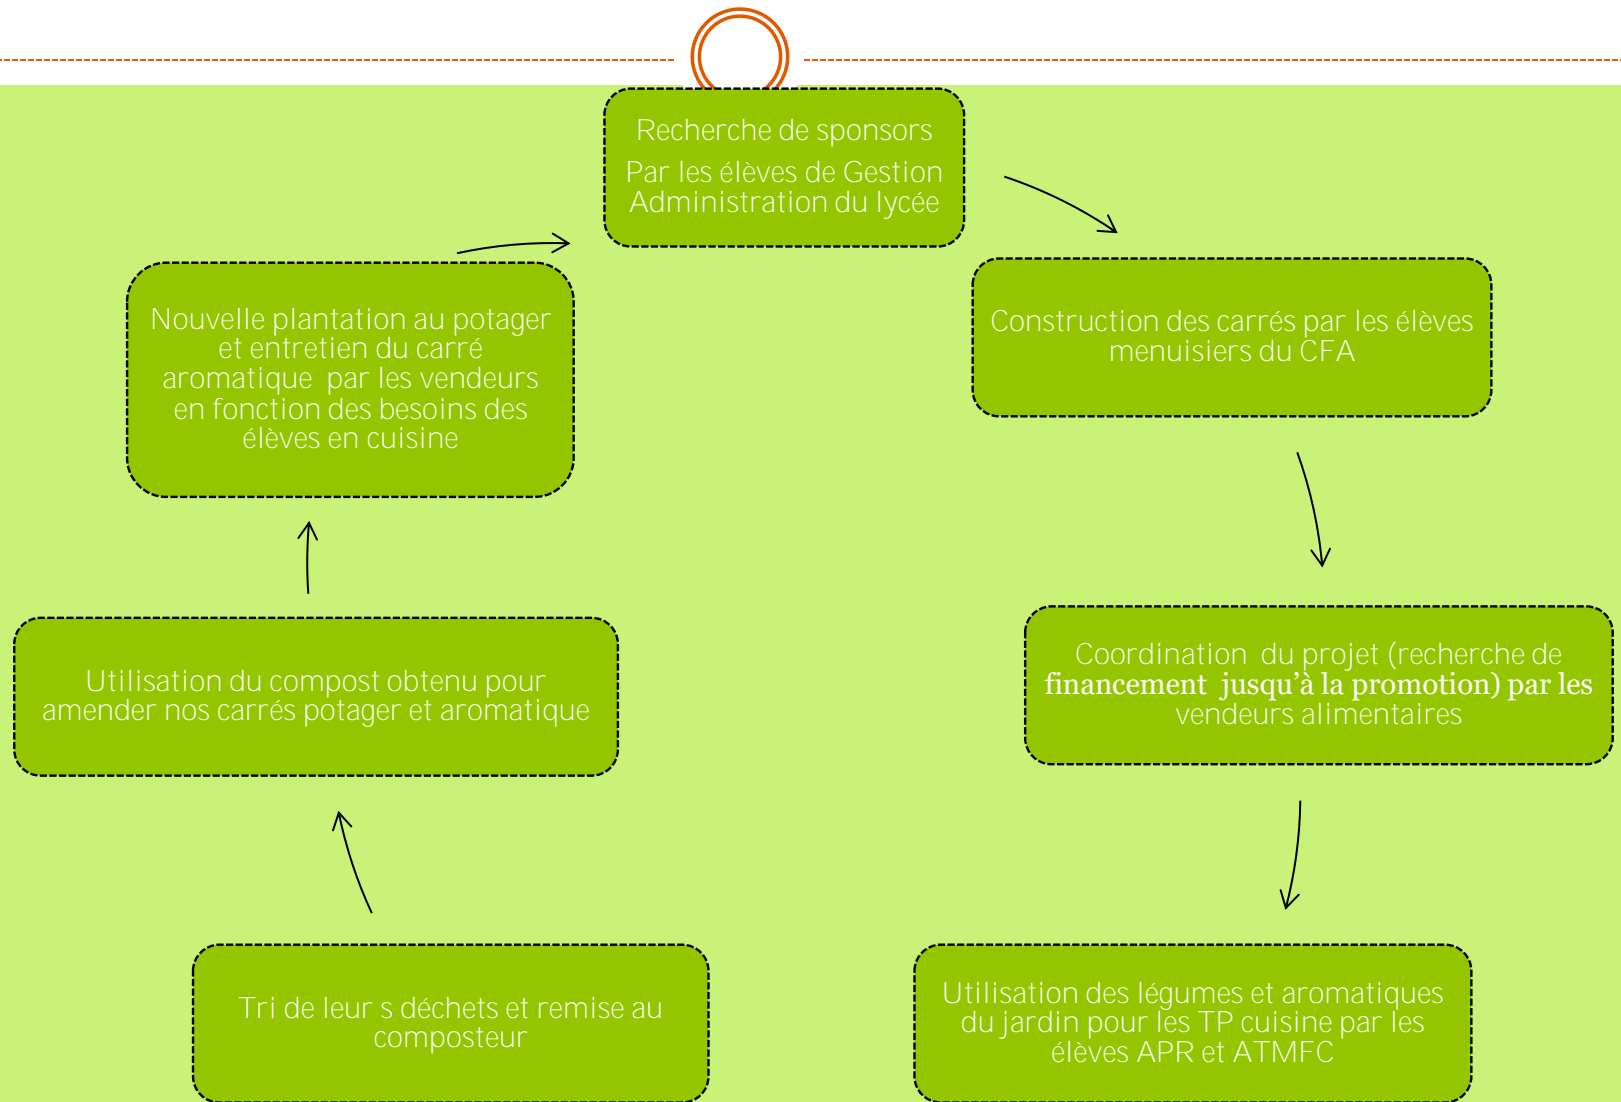 Recherche de sponsors
Par les élèves de Gestion
Administration du lycée
Construction des carrés par les élèves
menuisiers du CFA
Coordination  du projet (recherche de
financement  jusqu’à la promotion) par les
vendeurs alimentaires
Utilisation des légumes et aromatiques
du jardin pour les TP cuisine par les
élèves APR et ATMFC
Tri de leur s déchets et remise au
composteur
Utilisation du compost obtenu pour
amender nos carrés potager et aromatique
Nouvelle plantation au potager
et entretien du carré
aromatique  par les vendeurs
en fonction des besoins des
élèves en cuisine